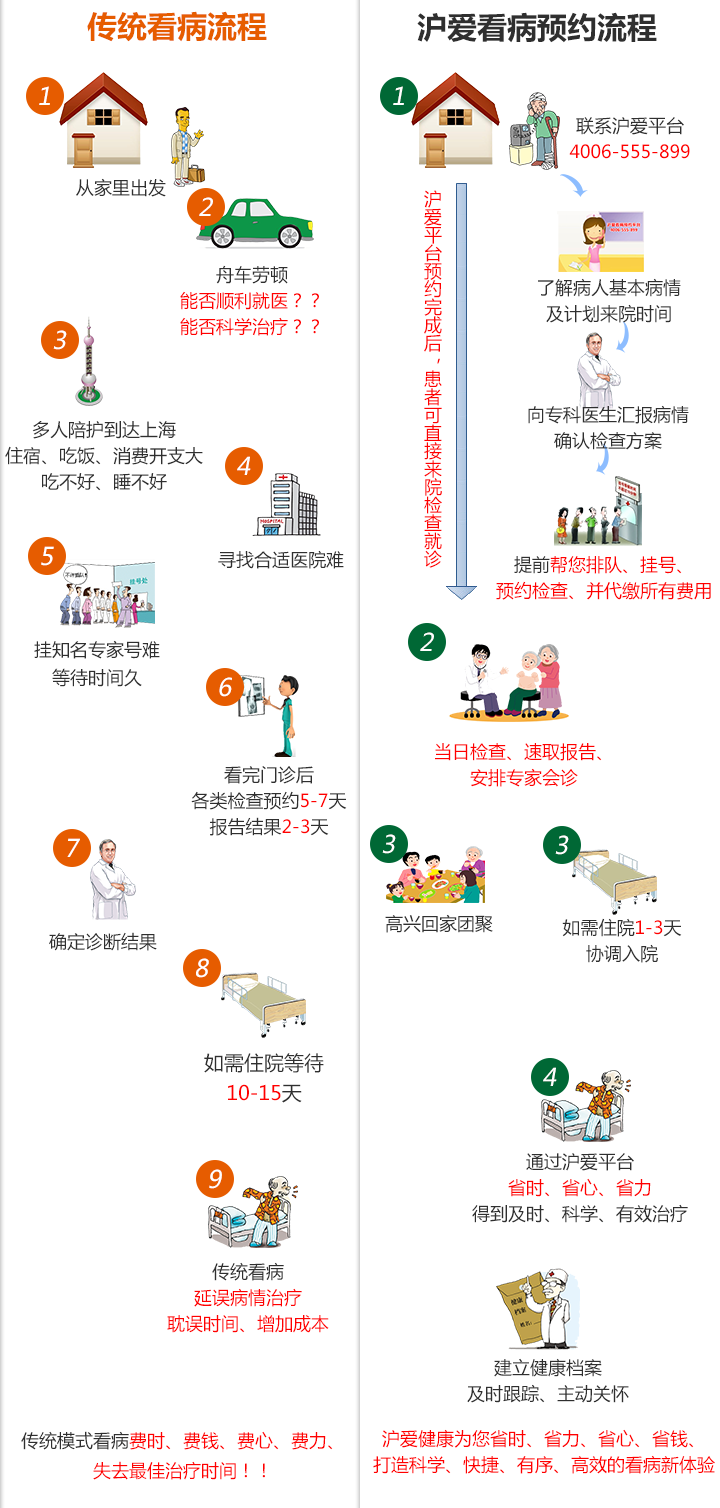 传统看病流程
1
从家里出发
2
舟车劳顿
能否顺利就医？？
能否科学治疗？？
3
多人陪护到达上海
住宿、吃饭、消费开支大
吃不好、睡不好
4
HOSPITAL
寻找合适医院难
5
挂号处
挂知名专家号难
等待时间久
6
看完门诊后
各类检查预约5-7天
报告结果2-3天
7
确定诊断结果
8
如需住院等待
10-15天
9
传统看病
延误病情治疗
耽误时间、增加成本
传统模式看病费时、费钱、费心、费力、
失去最佳治疗时间！！
沪爱看病预约流程
1
联系沪爱平台
4006-555-899
沪爱平台预约完成后，患者可直接来院检查就诊
了解病人基本病情
及计划来院时间
向专科医生汇报病情
确认检查方案
提前帮您排队、挂号、
预约检查、并代缴所有费用
2
当日检查、速取报告、
安排专家会诊
3
高兴回家团聚
3
如需住院1-3天
协调入院
4
通过沪爱平台
省时、省心、省力
得到及时、科学、有效治疗
健康
档案
姓名:
建立健康档案
及时跟踪、主动关怀
沪爱健康为您省时、省力、省心、省钱、
打造科学、快捷、有序、高效的看病新体验